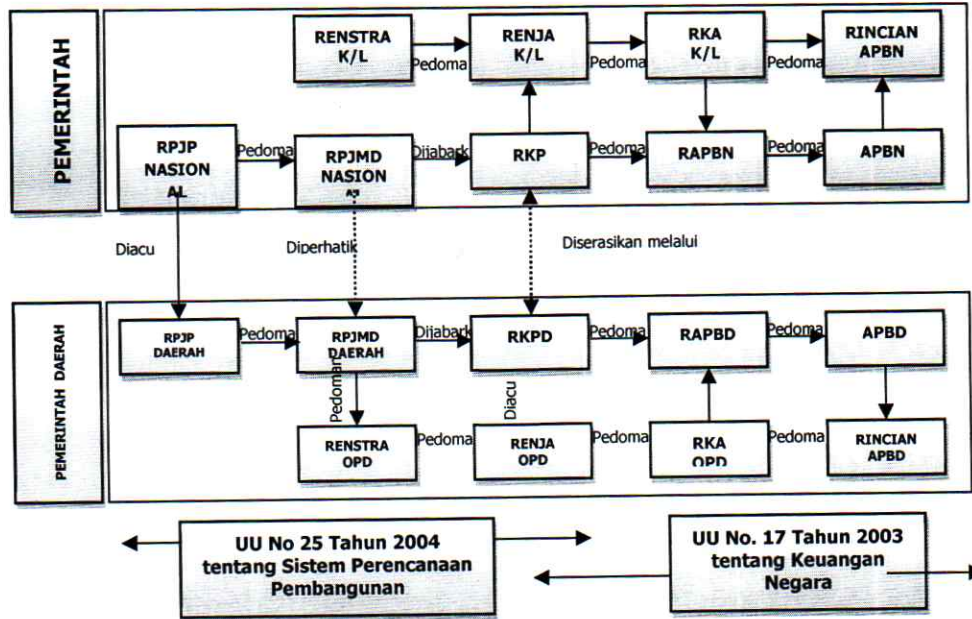 PEMERINTAH
RENSTRA
K/L
Pedoma
RENJA
K/L
Pedoma
RKA
K/L
Pedoma
RINCIAN
APBN
RPJP
NASION
AL
Pedoma
RPJMD
NASION
Dijabark
RKP
Pedoma
RAPBN
Pedoma
APBN
Diacu
Diperhatik
Diserasikan melalui
PEMERINTAH DAERAH
RPJP
DAERAH
Pedoma
RPJMD
DAERAH
Dijabark
RKPD
Pedoma
RAPBD
Pedoma
APBD
Pedoman
Diacu
RENSTRA
OPD
Pedoma
RENJA
OPD
Pedoma
RKA
OPD
Pedoma
RINCIAN
APBD
UU No 25 Tahun 2004
tentang Sistem Perencanaan
Pembangunan
UU No. 17 Tahun 2003
tentang Keuangan
Negara